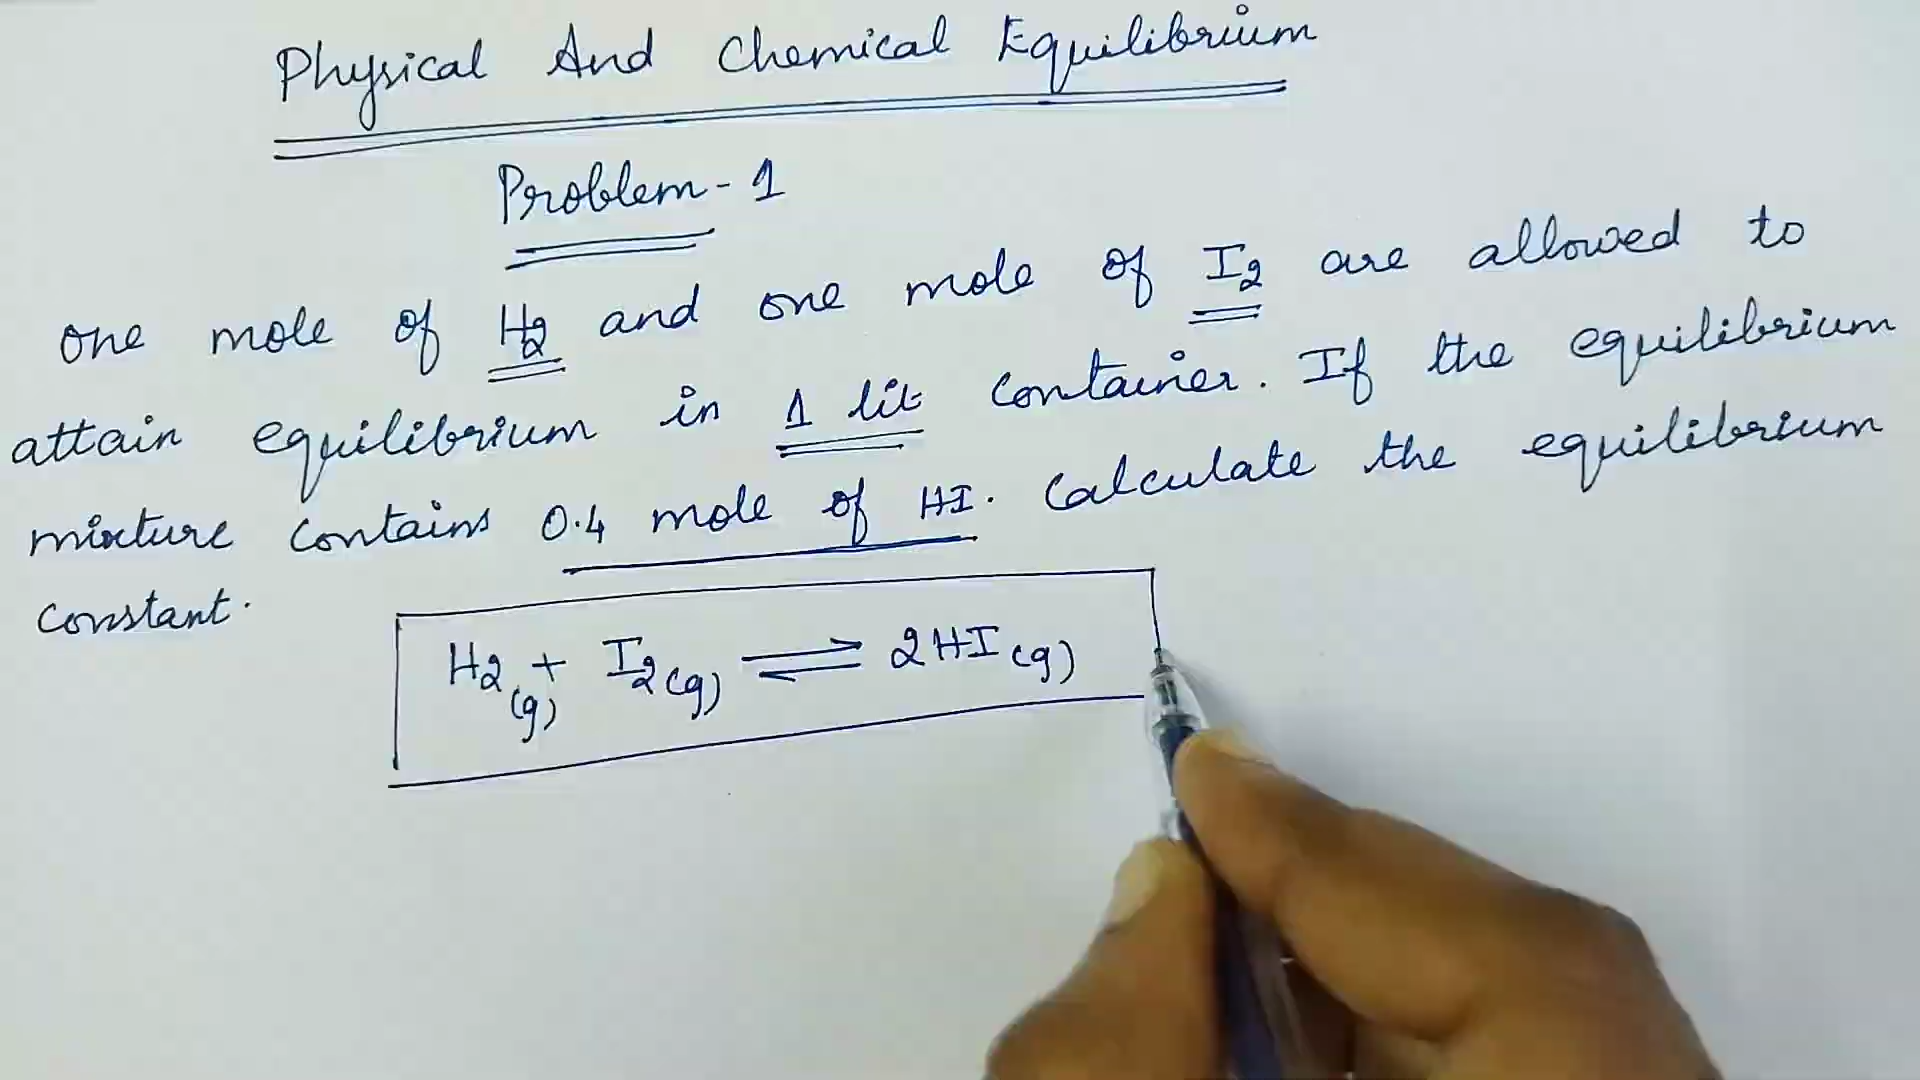 Physical And Chemical Equilibrium
Problem-1
one mole of H2 and one mole of I2 are allowed to
attain equilibrium in 1 lit container. If the equilibrium
mixture contains 0.4 mole of HI. Calculate the equilibrium
constant.
H2(g) + I2(g) ⇌ 2HI(g)